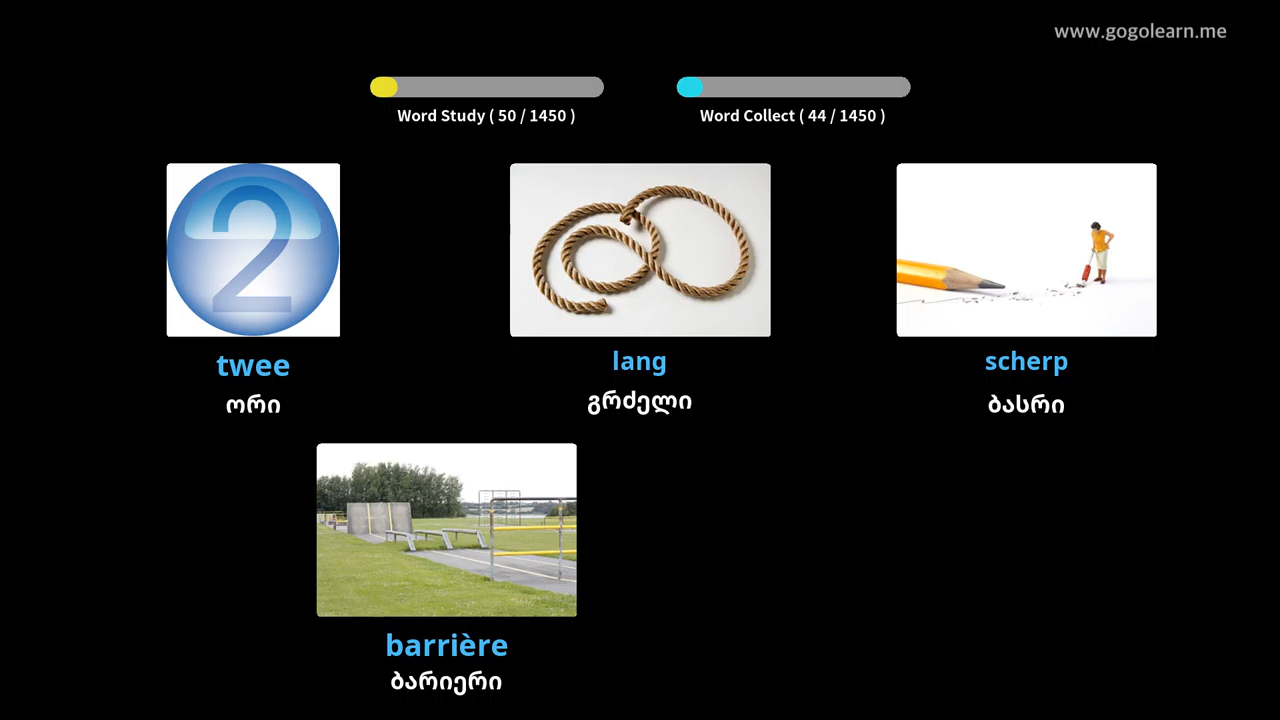 www.gogolearn.me
Word Study ( 50 / 1450 )
Word Collect ( 44 / 1450 )
2
twee
lang
scherp
ორი
გრძელი
ბასრი
barrière
ბარიერი